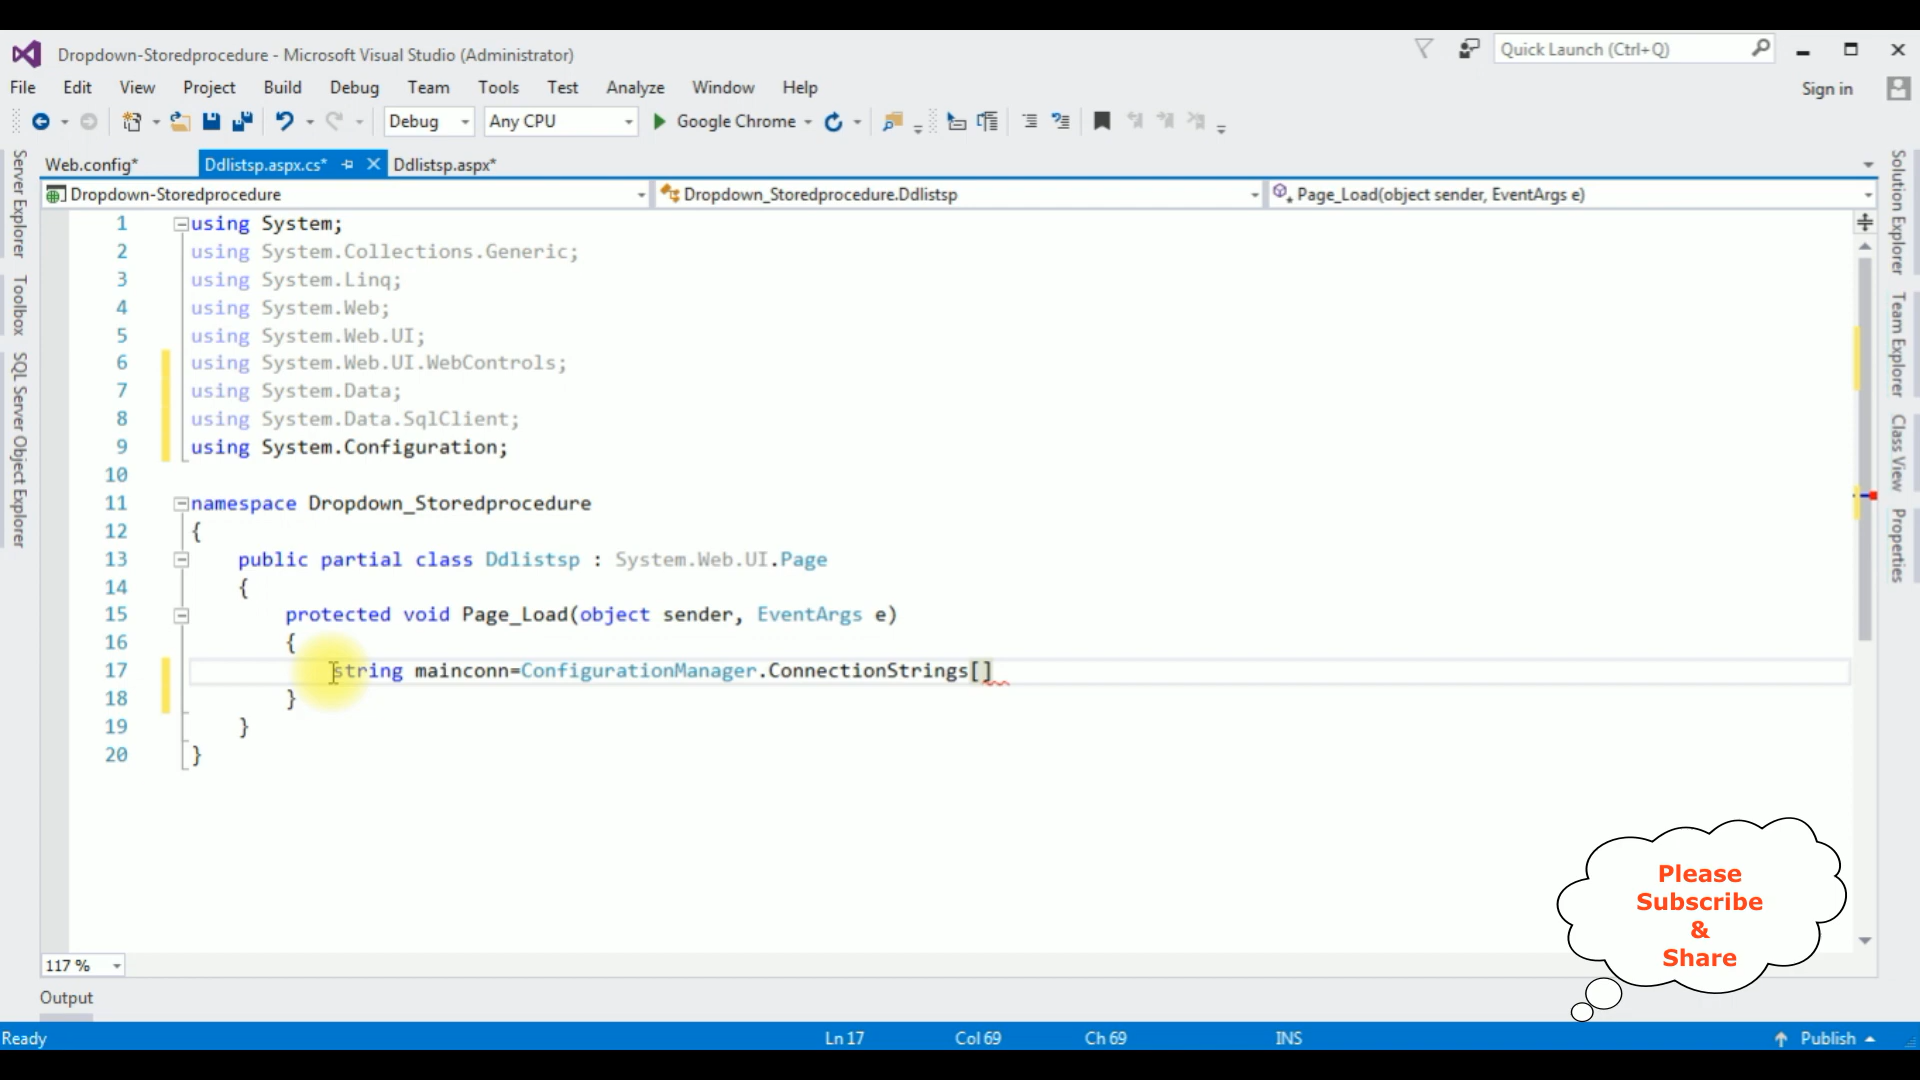 Dropdown-Storedprocedure - Microsoft Visual Studio (Administrator)
Quick Launch (Ctrl+Q)
File Edit View Project Build Debug Team Tools Test Analyze Window Help
Sign in
Debug Any CPU Google Chrome
Web.config* Ddlistsp.aspx.cs* Ddlistsp.aspx*
Dropdown-Storedprocedure Dropdown_Storedprocedure.Ddlistsp Page_Load(object sender, EventArgs e)
Server Explorer
Toolbox
SQL Server Object Explorer
1 using System;
2 using System.Collections.Generic;
3 using System.Linq;
4 using System.Web;
5 using System.Web.UI;
6 using System.Web.UI.WebControls;
7 using System.Data;
8 using System.Data.SqlClient;
9 using System.Configuration;
10
11 namespace Dropdown_Storedprocedure
12 {
13 public partial class Ddlistsp : System.Web.UI.Page
14 {
15 protected void Page_Load(object sender, EventArgs e)
16 {
17 string mainconn=ConfigurationManager.ConnectionStrings[]
18 }
19 }
20 }
Solution Explorer
Team Explorer
Class View
Properties
Please
Subscribe
&
Share
117 %
Output
Ready Ln 17 Col 69 Ch 69 INS Publish